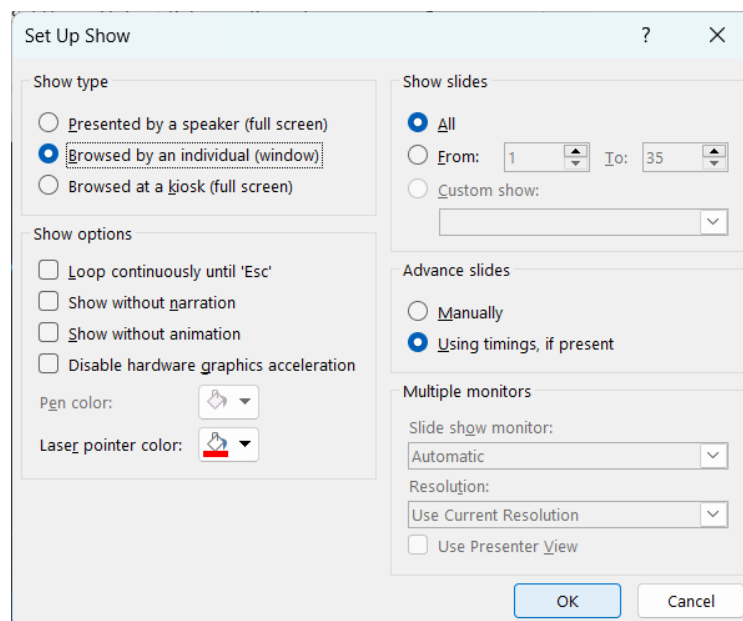 Set Up Show
Show type
Presented by a speaker (full screen)
Browsed by an individual (window)
Browsed at a kiosk (full screen)
Show options
Loop continuously until 'Esc'
Show without narration
Show without animation
Disable hardware graphics acceleration
Pen color:
Laser pointer color:
Show slides
All
From: 1 To: 35
Custom show:
Advance slides
Manually
Using timings, if present
Multiple monitors
Slide show monitor:
Automatic
Resolution:
Use Current Resolution
Use Presenter View
OK Cancel